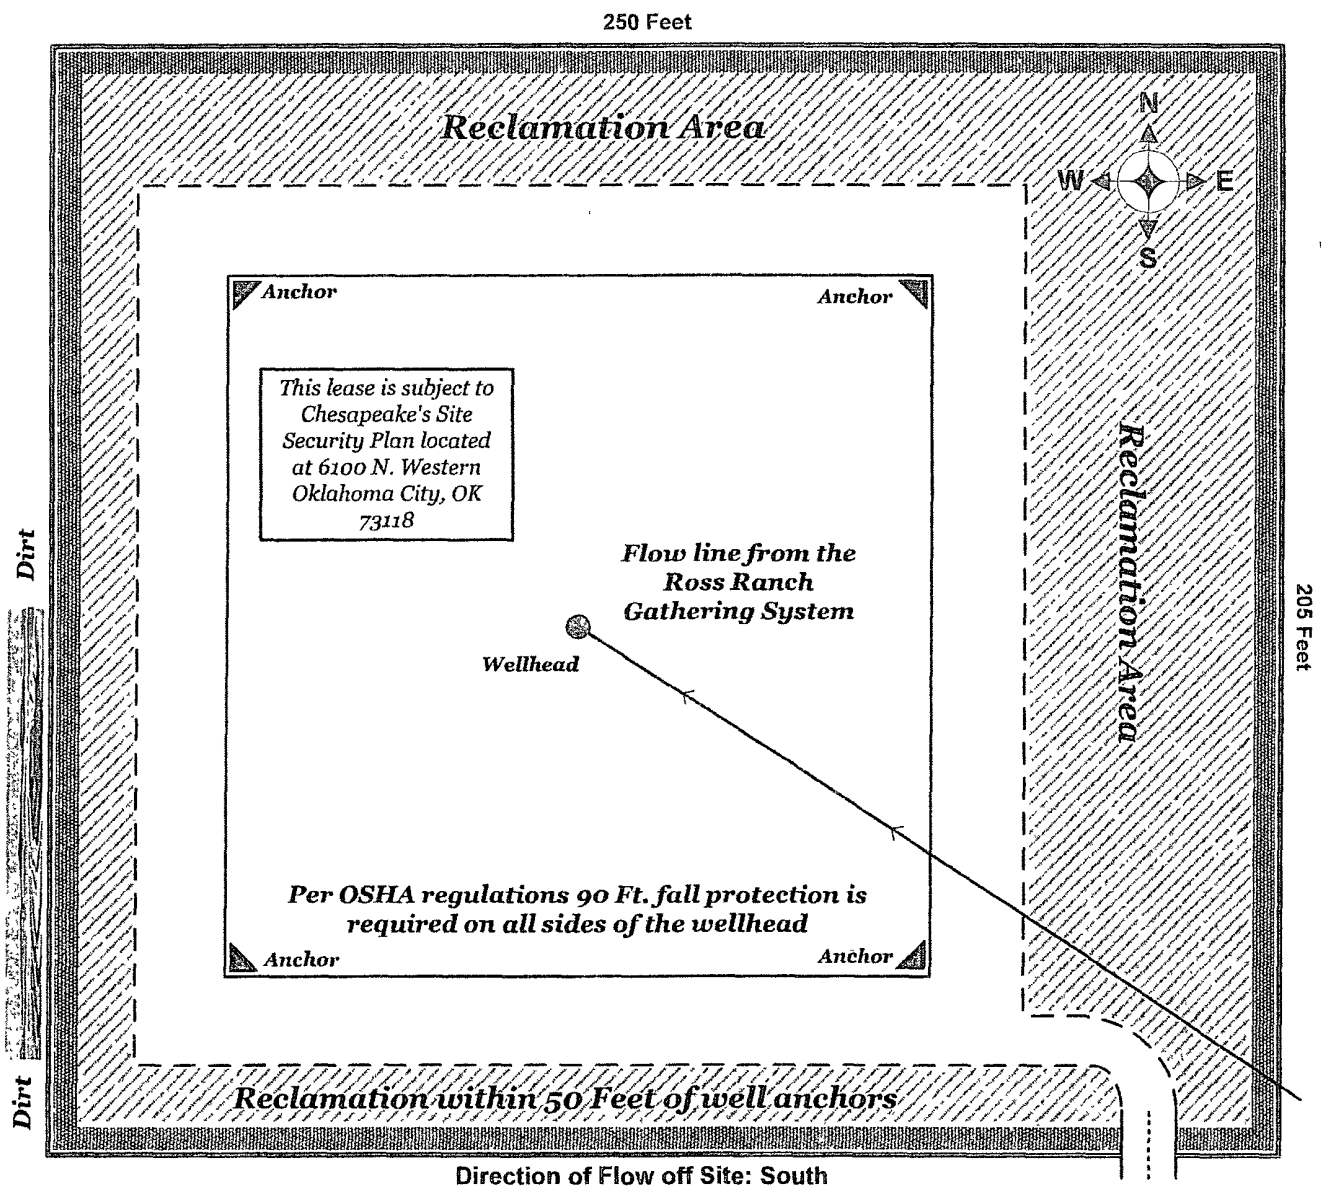 250 Feet
Reclamation Area
N
W E
S
Anchor
Anchor
This lease is subject to
Chesapeake's Site
Security Plan located
at 6100 N. Western
Oklahoma City, OK
73118
Reclamation Area
Dirt
Flow line from the
Ross Ranch
Gathering System
205 Feet
Wellhead
Per OSHA regulations 90 Ft. fall protection is
required on all sides of the wellhead
Anchor
Anchor
Dirt
Reclamation within 50 Feet of well anchors
Direction of Flow off Site: South